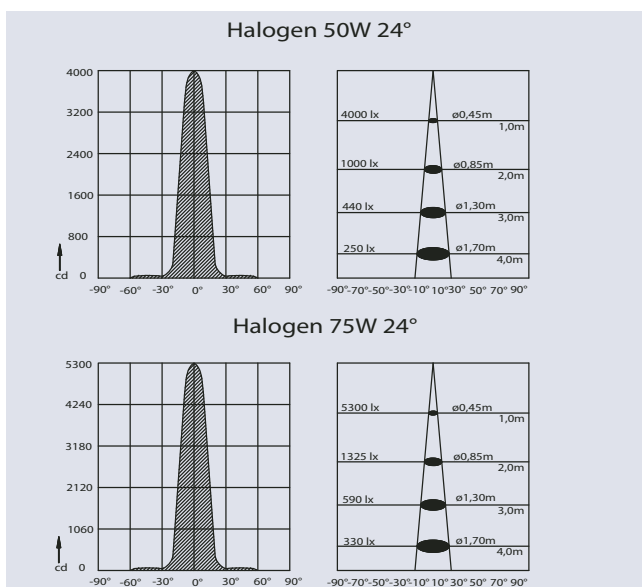 Halogen 50W 24°
4000
3200
2400
1600
800
cd 0
-90° -60° -30° 0° 30° 60° 90°
4000 lx ø0,45m
1,0m
1000 lx ø0,85m
2,0m
440 lx ø1,30m
3,0m
250 lx ø1,70m
4,0m
-90°-70°-50°-30°-10° 10° 30° 50° 70° 90°
Halogen 75W 24°
5300
4240
3180
2120
1060
cd 0
-90° -60° -30° 0° 30° 60° 90°
5300 lx ø0,45m
1,0m
1325 lx ø0,85m
2,0m
590 lx ø1,30m
3,0m
330 lx ø1,70m
4,0m
-90°-70°-50°-30°-10° 10° 30° 50° 70° 90°